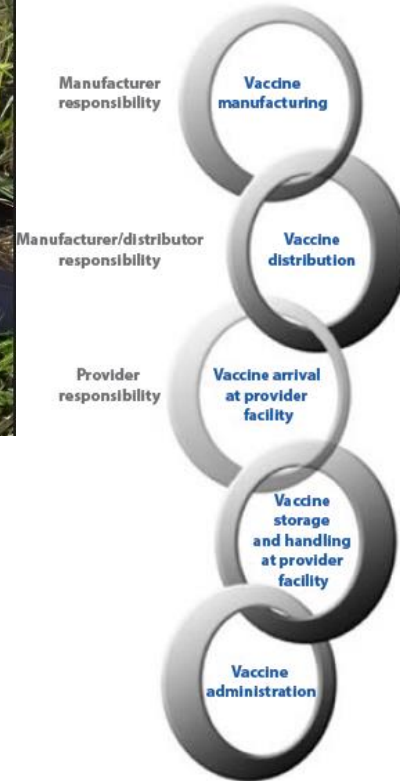 Manufacturer
responsibility
Vaccine
manufacturing
Manufacturer/distributor
responsibility
Vaccine
distribution
Provider
responsibility
Vaccine arrival
at provider
facility
Vaccine
storage
and handling
at provider
facility
Vaccine
administration